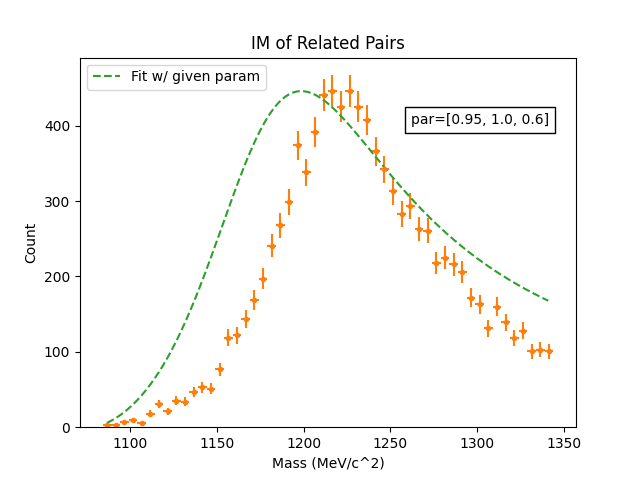 IM of Related Pairs
Fit w/ given param
par=[0.95, 1.0, 0.6]
400
300
200
100
0
Count
1100 1150 1200 1250 1300 1350
Mass (MeV/c^2)